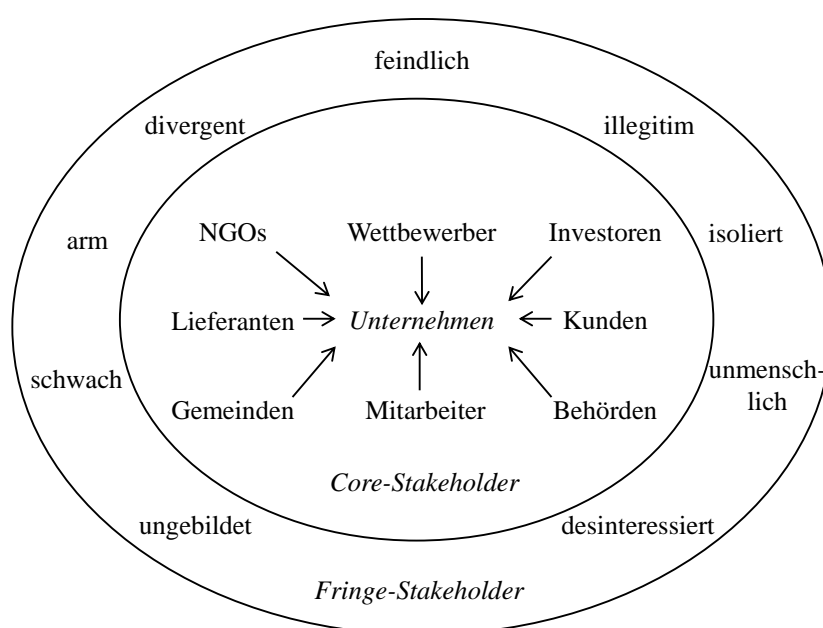 feindlich
divergent
illegitim
arm
NGOs
Wettbewerber
Investoren
isoliert
Lieferanten
Unternehmen
Kunden
schwach
unmensch-
lich
Gemeinden
Mitarbeiter
Behörden
Core-Stakeholder
ungebildet
desinteressiert
Fringe-Stakeholder